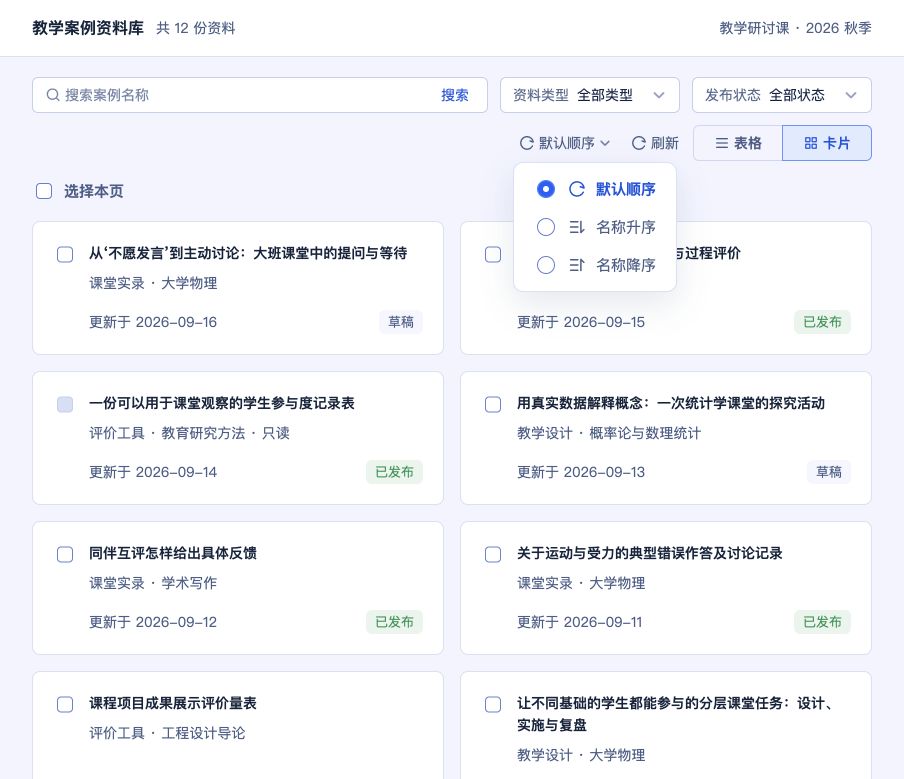 教学案例资料库 共 12 份资料
教学研讨课 · 2026 秋季
搜索案例名称 搜索
资料类型 全部类型
发布状态 全部状态
默认顺序
刷新
表格
卡片
默认顺序
名称升序
名称降序
选择本页
从‘不愿发言’到主动讨论：大班课堂中的提问与等待
课堂实录 · 大学物理
更新于 2026-09-16 草稿
与过程评价
更新于 2026-09-15 已发布
一份可以用于课堂观察的学生参与度记录表
评价工具 · 教育研究方法 · 只读
更新于 2026-09-14 已发布
用真实数据解释概念：一次统计学课堂的探究活动
教学设计 · 概率论与数理统计
更新于 2026-09-13 草稿
同伴互评怎样给出具体反馈
课堂实录 · 学术写作
更新于 2026-09-12 已发布
关于运动与受力的典型错误作答及讨论记录
课堂实录 · 大学物理
更新于 2026-09-11 已发布
课程项目成果展示评价量表
评价工具 · 工程设计导论
让不同基础的学生都能参与的分层课堂任务：设计、
实施与复盘
教学设计 · 大学物理